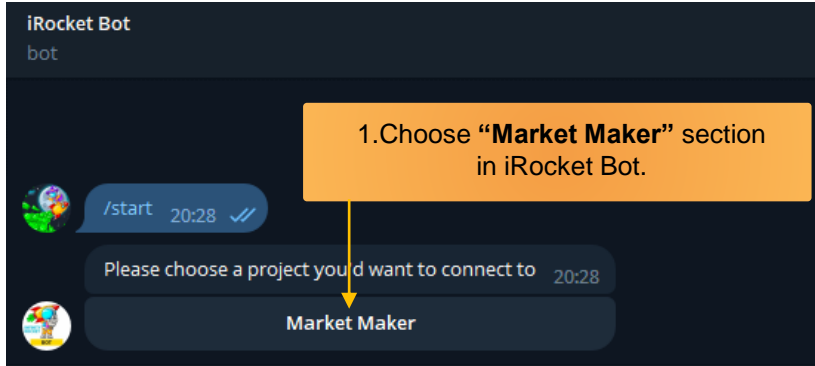 iRocket Bot
bot
1.Choose “Market Maker” section
in iRocket Bot.
/start 20:28
Please choose a project you'd want to connect to 20:28
Market Maker
BOT